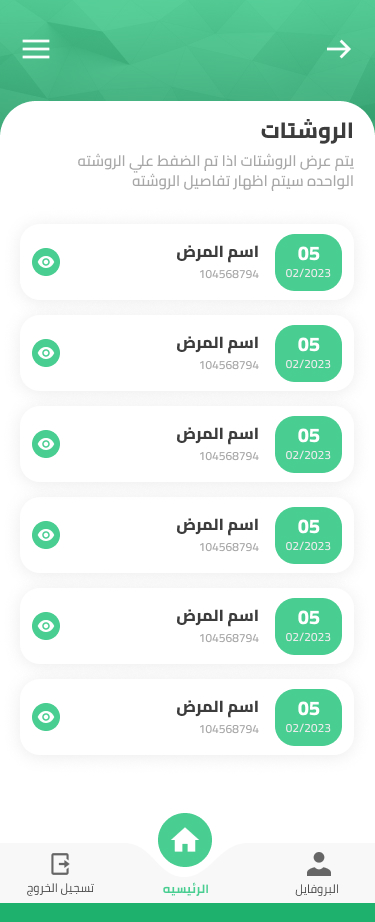 الروشتات
يتم عرض الروشتات اذا تم الضفط علي الروشته
الواحده سيتم اظهار تفاصيل الروشته
05
02/2023
اسم المرض
104568794
05
02/2023
اسم المرض
104568794
05
02/2023
اسم المرض
104568794
05
02/2023
اسم المرض
104568794
05
02/2023
اسم المرض
104568794
05
02/2023
اسم المرض
104568794
البروفايل
الرئيسيه
تسجيل الخروج